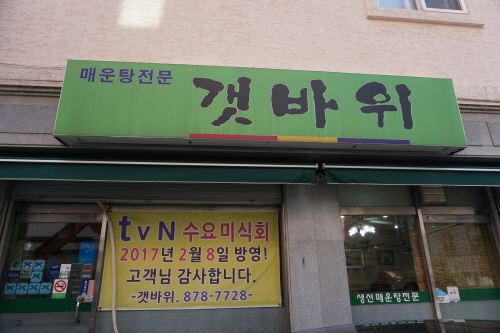 매운탕전문
갯바위
tvN 수요미식회
2017년 2월 8일 방영!
고객님 감사합니다.
-갯바위. 878-7728-
생선매운탕전문